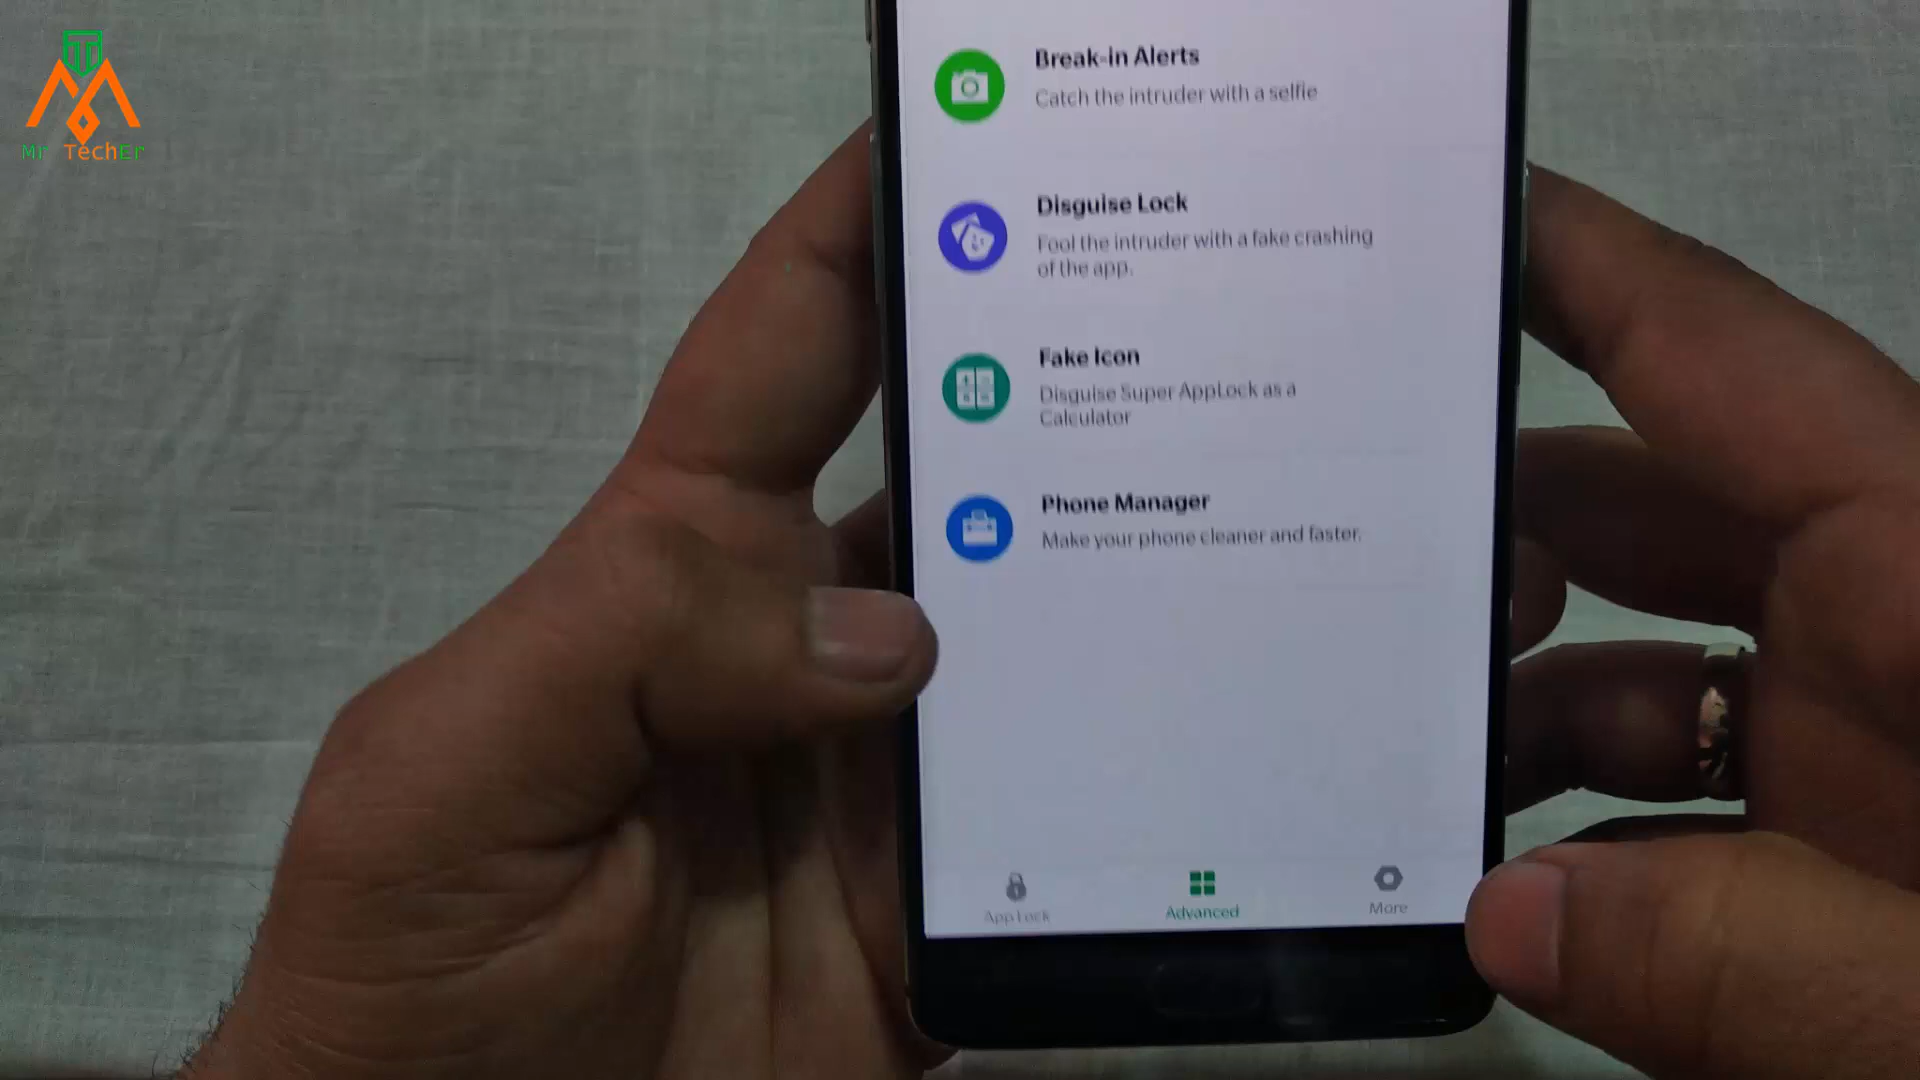 Mr TechEr
Break-in Alerts
Catch the intruder with a selfie
Disguise Lock
Fool the intruder with a fake crashing
of the app.
Fake Icon
Disguise Super AppLock as a
Calculator
Phone Manager
Make your phone cleaner and faster.
App Lock
Advanced
More